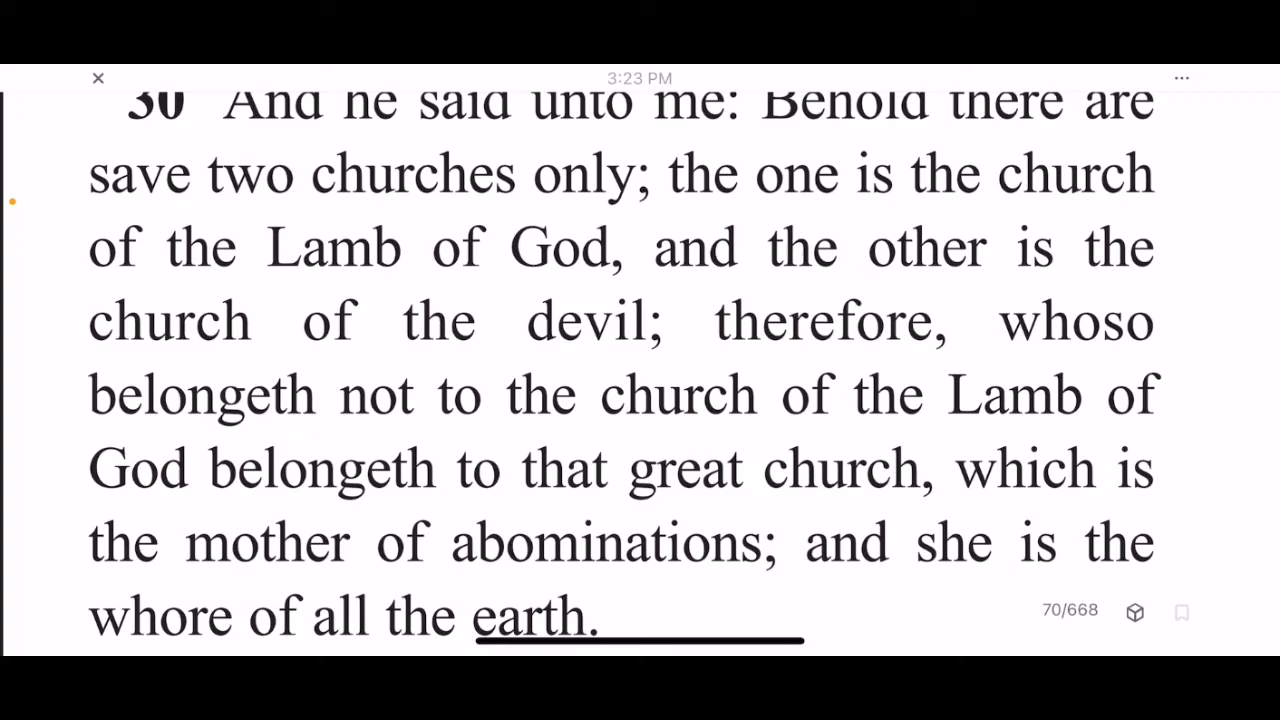 3:23 PM
30 And he said unto me: Behold there are
save two churches only; the one is the church
of the Lamb of God, and the other is the
church of the devil; therefore, whoso
belongeth not to the church of the Lamb of
God belongeth to that great church, which is
the mother of abominations; and she is the
whore of all the earth.
70/668